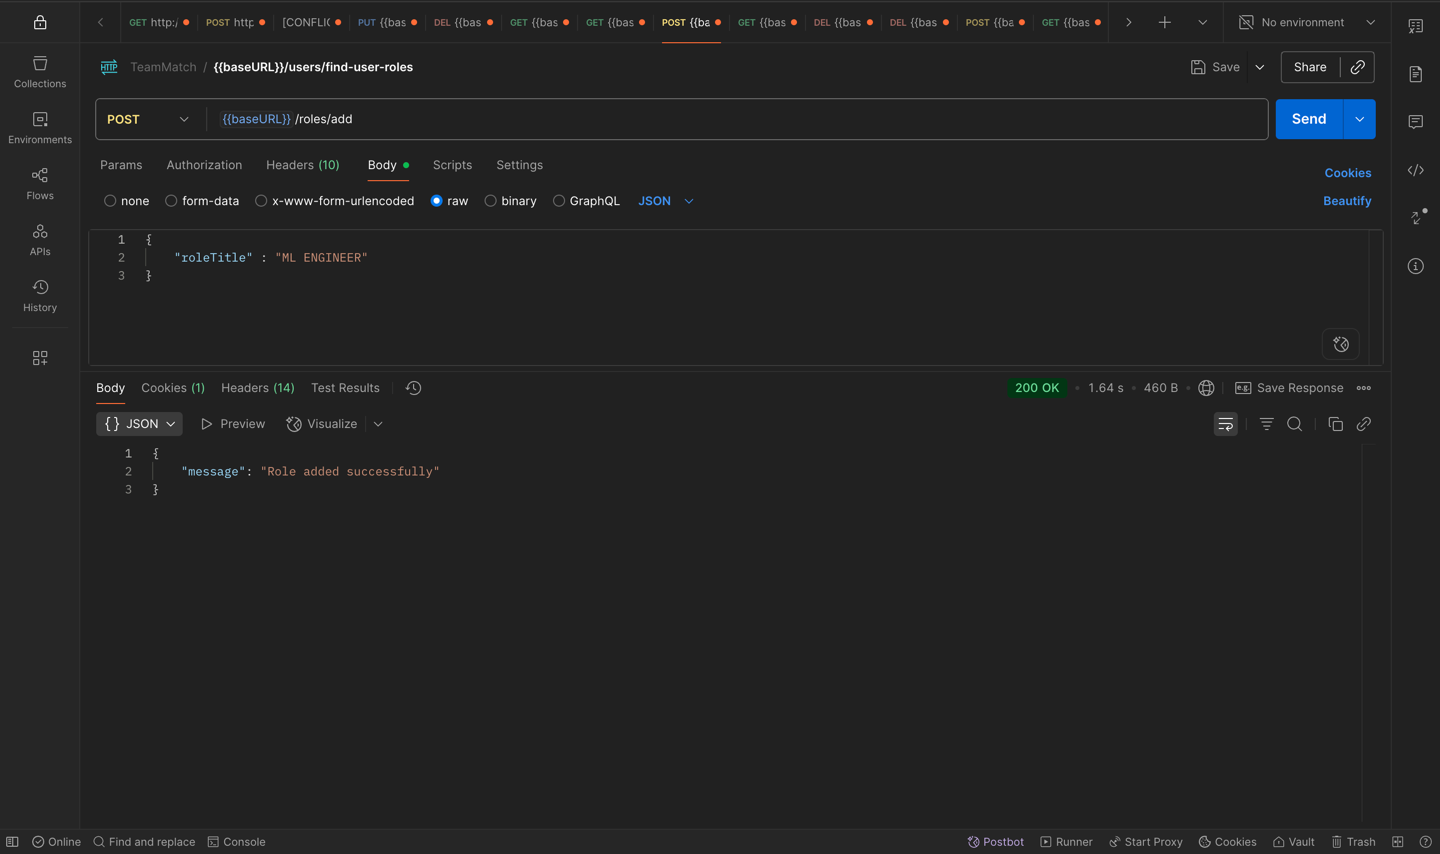 GET http:/ POST http [CONFLIC PUT {{bas DEL {{bas GET {{bas GET {{bas POST {{ba GET {{bas DEL {{bas DEL {{bas POST {{ba GET {{bas No environment
Collections
Environments
Flows
APIs
History
HTTP TeamMatch / {{baseURL}}/users/find-user-roles Save Share
POST {{baseURL}} /roles/add Send
Params Authorization Headers (10) Body Scripts Settings Cookies
none form-data x-www-form-urlencoded raw binary GraphQL JSON Beautify
1 {
2 "roleTitle" : "ML ENGINEER"
3 }
Body Cookies (1) Headers (14) Test Results 200 OK • 1.64 s • 460 B • e.g. Save Response
{} JSON Preview Visualize
1 {
2 "message": "Role added successfully"
3 }
Online Find and replace Console Postbot Runner Start Proxy Cookies Vault Trash